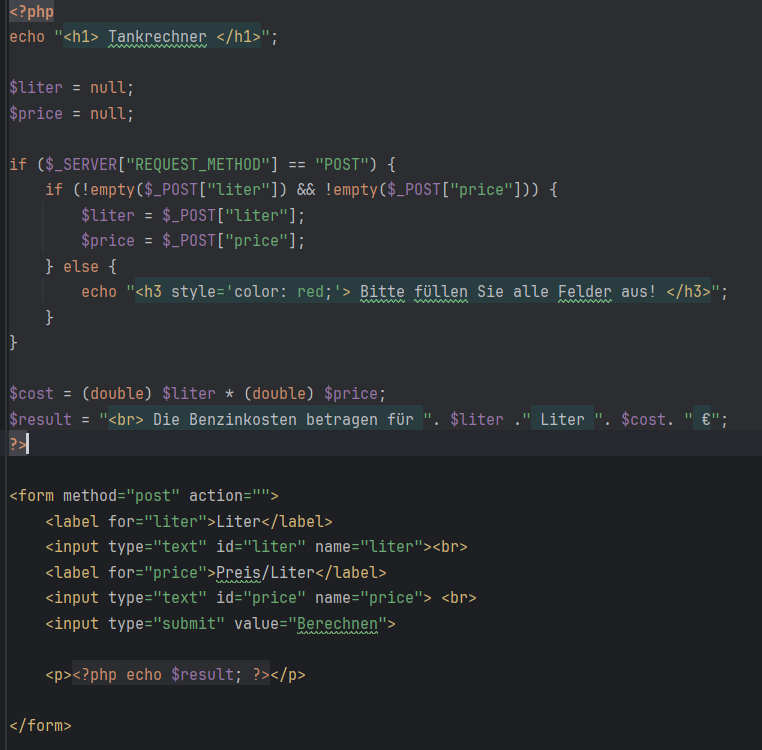 <?php
echo "<h1> Tankrechner </h1>";

$liter = null;
$price = null;

if ($_SERVER["REQUEST_METHOD"] == "POST") {
    if (!empty($_POST["liter"]) && !empty($_POST["price"])) {
        $liter = $_POST["liter"];
        $price = $_POST["price"];
    } else {
        echo "<h3 style='color: red;'> Bitte füllen Sie alle Felder aus! </h3>";
    }
}

$cost = (double) $liter * (double) $price;
$result = "<br> Die Benzinkosten betragen für ". $liter ." Liter ". $cost. " €";
?>

<form method="post" action="">
    <label for="liter">Liter</label>
    <input type="text" id="liter" name="liter"><br>
    <label for="price">Preis/Liter</label>
    <input type="text" id="price" name="price"> <br>
    <input type="submit" value="Berechnen">

    <p><?php echo $result; ?></p>

</form>